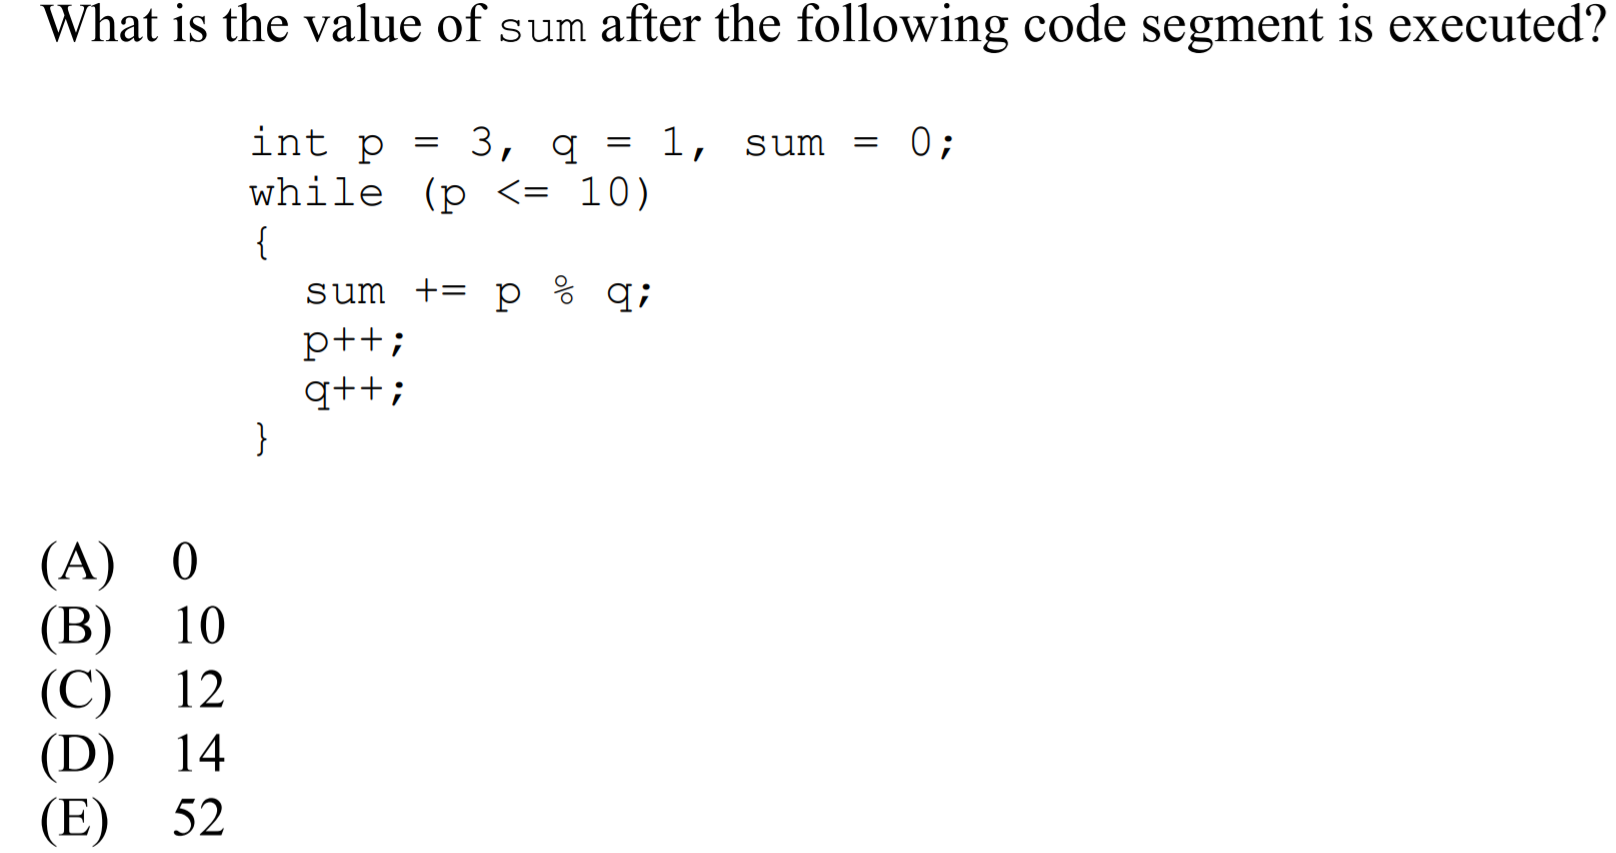 What is the value of sum after the following code segment is executed?
int p = 3, q = 1, sum = 0;
while (p <= 10)
{
sum += p % q;
p++;
q++;
}
(A) 0
(B) 10
(C) 12
(D) 14
(E) 52